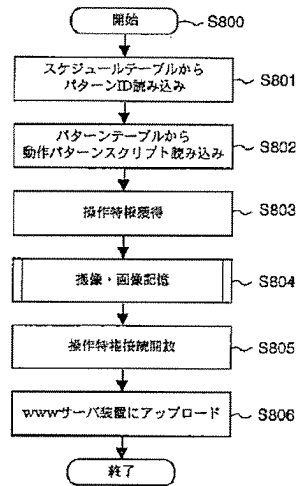 開始
S800
スケジュールテーブルから
パターンID読み込み
S801
パターンテーブルから
動作パターンスクリプト読み込み
S802
操作特権獲得
S803
撮像・画像記憶
S804
操作特権接続開放
S805
wwwサーバ装置にアップロード
S806
終了